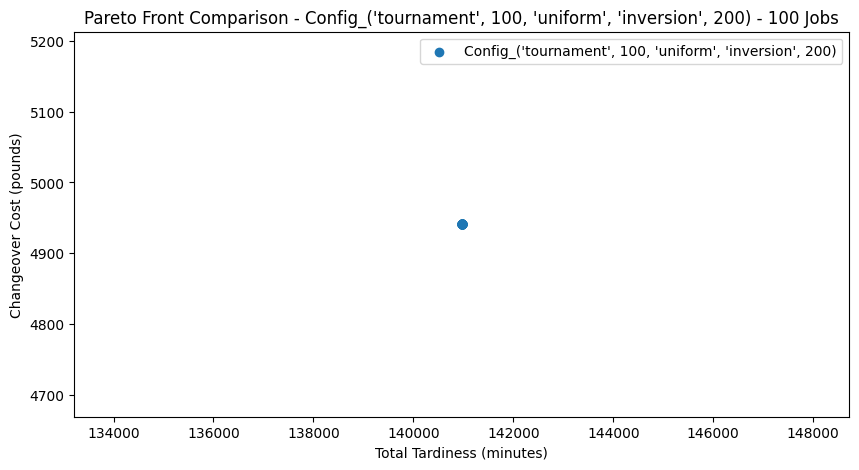 Pareto Front Comparison - Config_('tournament', 100, 'uniform', 'inversion', 200) - 100 Jobs
Config_('tournament', 100, 'uniform', 'inversion', 200)
Changeover Cost (pounds)
5200
5100
5000
4900
4800
4700
134000 136000 138000 140000 142000 144000 146000 148000
Total Tardiness (minutes)